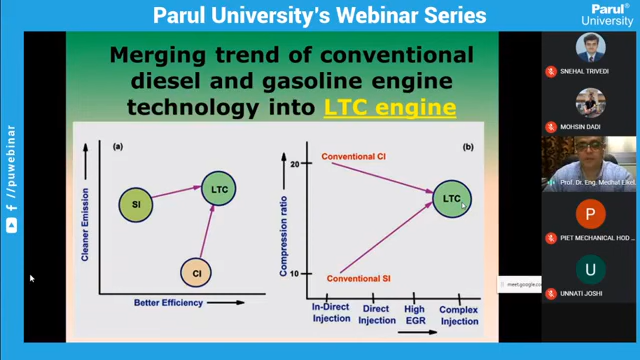 Parul University's Webinar Series
Parul®
University
/puwebinar
Merging trend of conventional
diesel and gasoline engine
technology into LTC engine
(a)
Cleaner Emission
SI
LTC
CI
Better Efficiency
(b)
Compression ratio
20
10
Conventional CI
LTC
Conventional SI
In-Direct
Injection
Direct
Injection
High
EGR
Complex
Injection
SNEHAL TRIVEDI
MOHSIN DADI
Prof. Dr. Eng. Medhat Elkel..
P
PIET MECHANICAL HOD
meet.google.com
U
UNNATI JOSHI